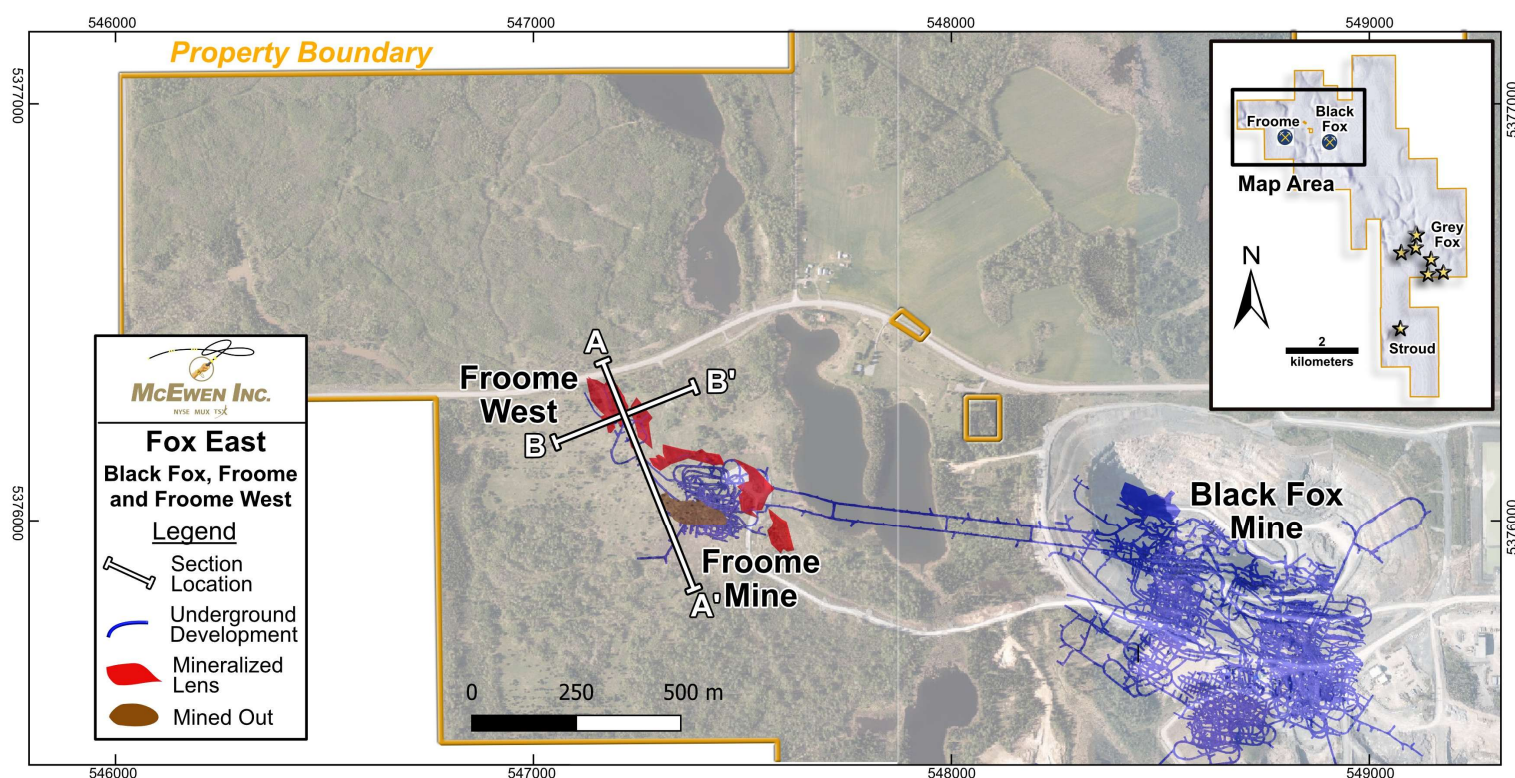 546000
547000
548000
549000
Property Boundary
5377000
5377000
Froome
Black
Fox
Map Area
Grey
Fox
N
2
kilometers
Stroud
McEWEN INC.
NYSE MUX TSX
Fox East
Black Fox, Froome
and Froome West
Legend
Section
Location
Underground
Development
Mineralized
Lens
Mined Out
A
Froome
West
B'
B
Black Fox
Mine
5376000
5376000
Froome
Mine
A'
0 250 500 m
546000
547000
548000
549000